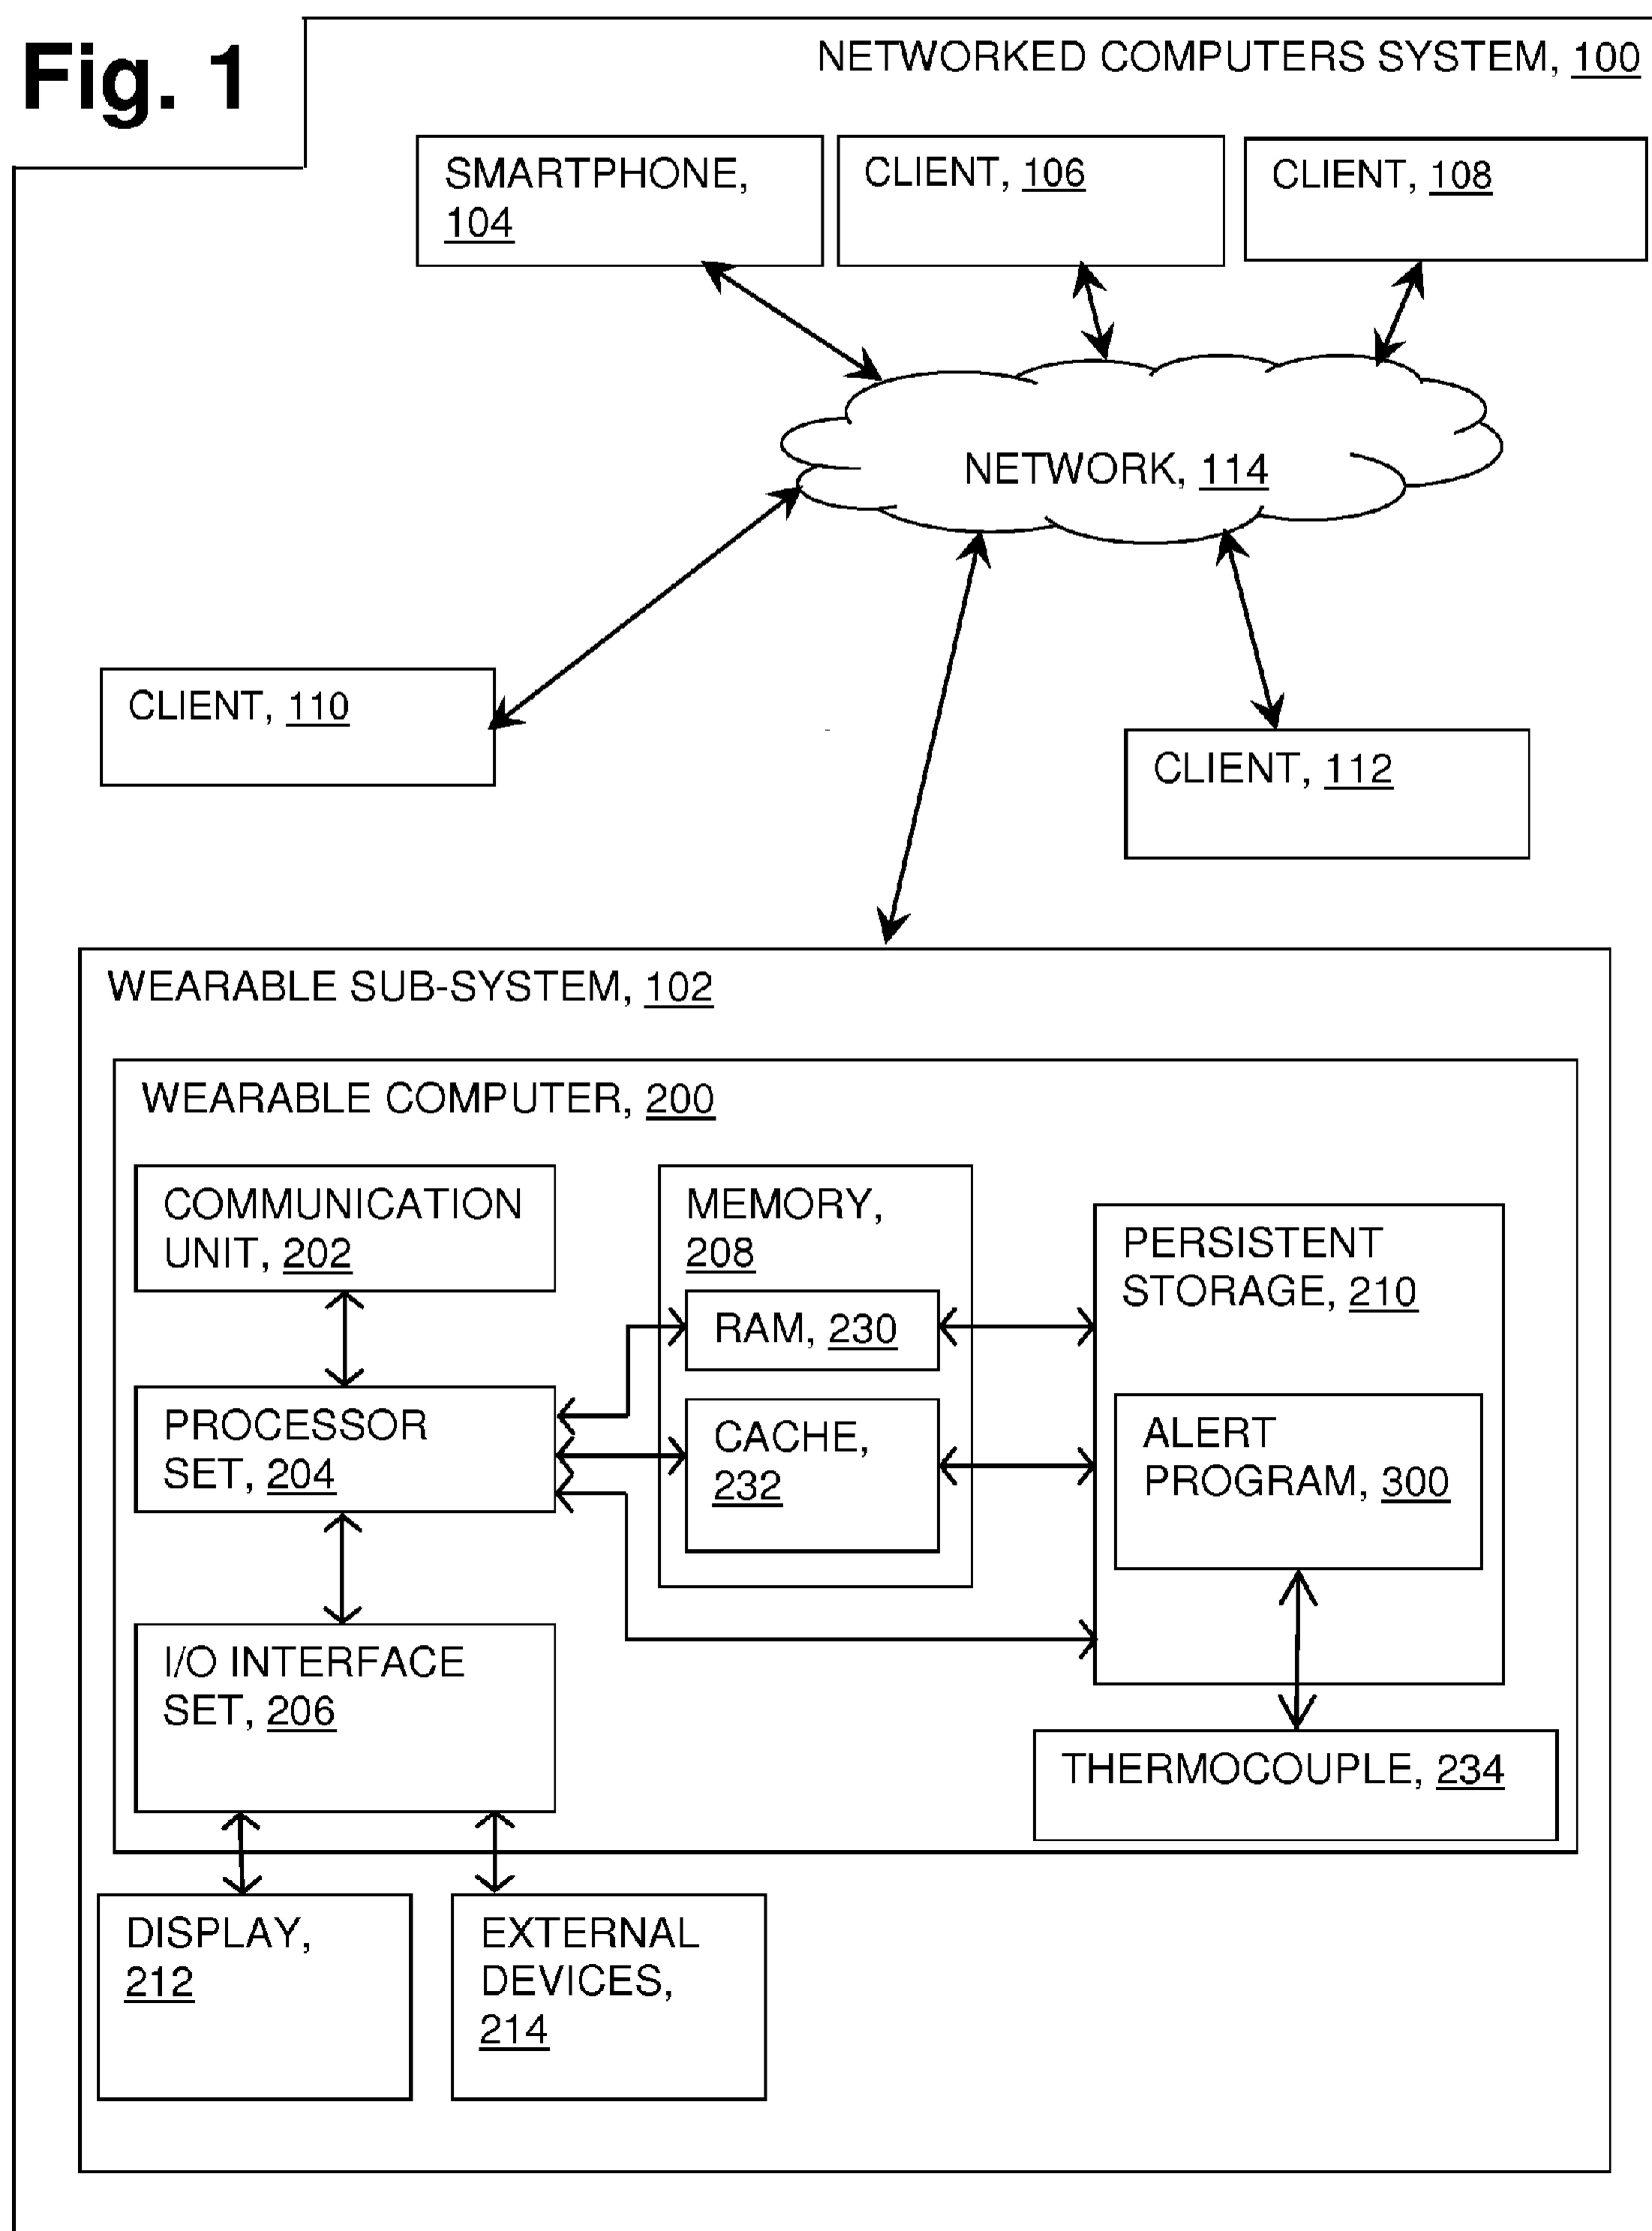 Fig. 1
NETWORKED COMPUTERS SYSTEM, 100
SMARTPHONE,
104
CLIENT, 106
CLIENT, 108
NETWORK, 114
CLIENT, 110
CLIENT, 112
WEARABLE SUB-SYSTEM, 102
WEARABLE COMPUTER, 200
COMMUNICATION
UNIT, 202
MEMORY,
208
PERSISTENT
STORAGE, 210
RAM, 230
PROCESSOR
SET, 204
CACHE,
232
ALERT
PROGRAM, 300
I/O INTERFACE
SET, 206
THERMOCOUPLE, 234
DISPLAY,
212
EXTERNAL
DEVICES,
214